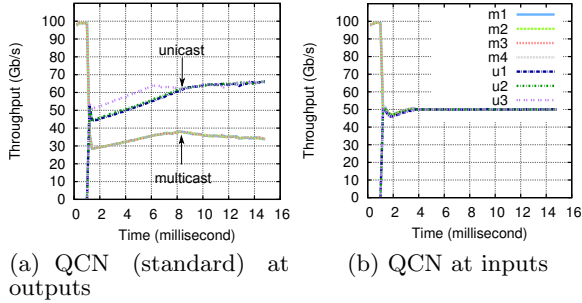 Throughput (Gb/s)
100
90
80
70
60
50
40
30
20
10
0
0 2 4 6 8 10 12 14 16
Time (millisecond)
unicast
multicast
(a) QCN (standard) at
outputs
Throughput (Gb/s)
100
90
80
70
60
50
40
30
20
10
0
0 2 4 6 8 10 12 14 16
Time (millisecond)
m1
m2
m3
m4
u1
u2
u3
(b) QCN at inputs